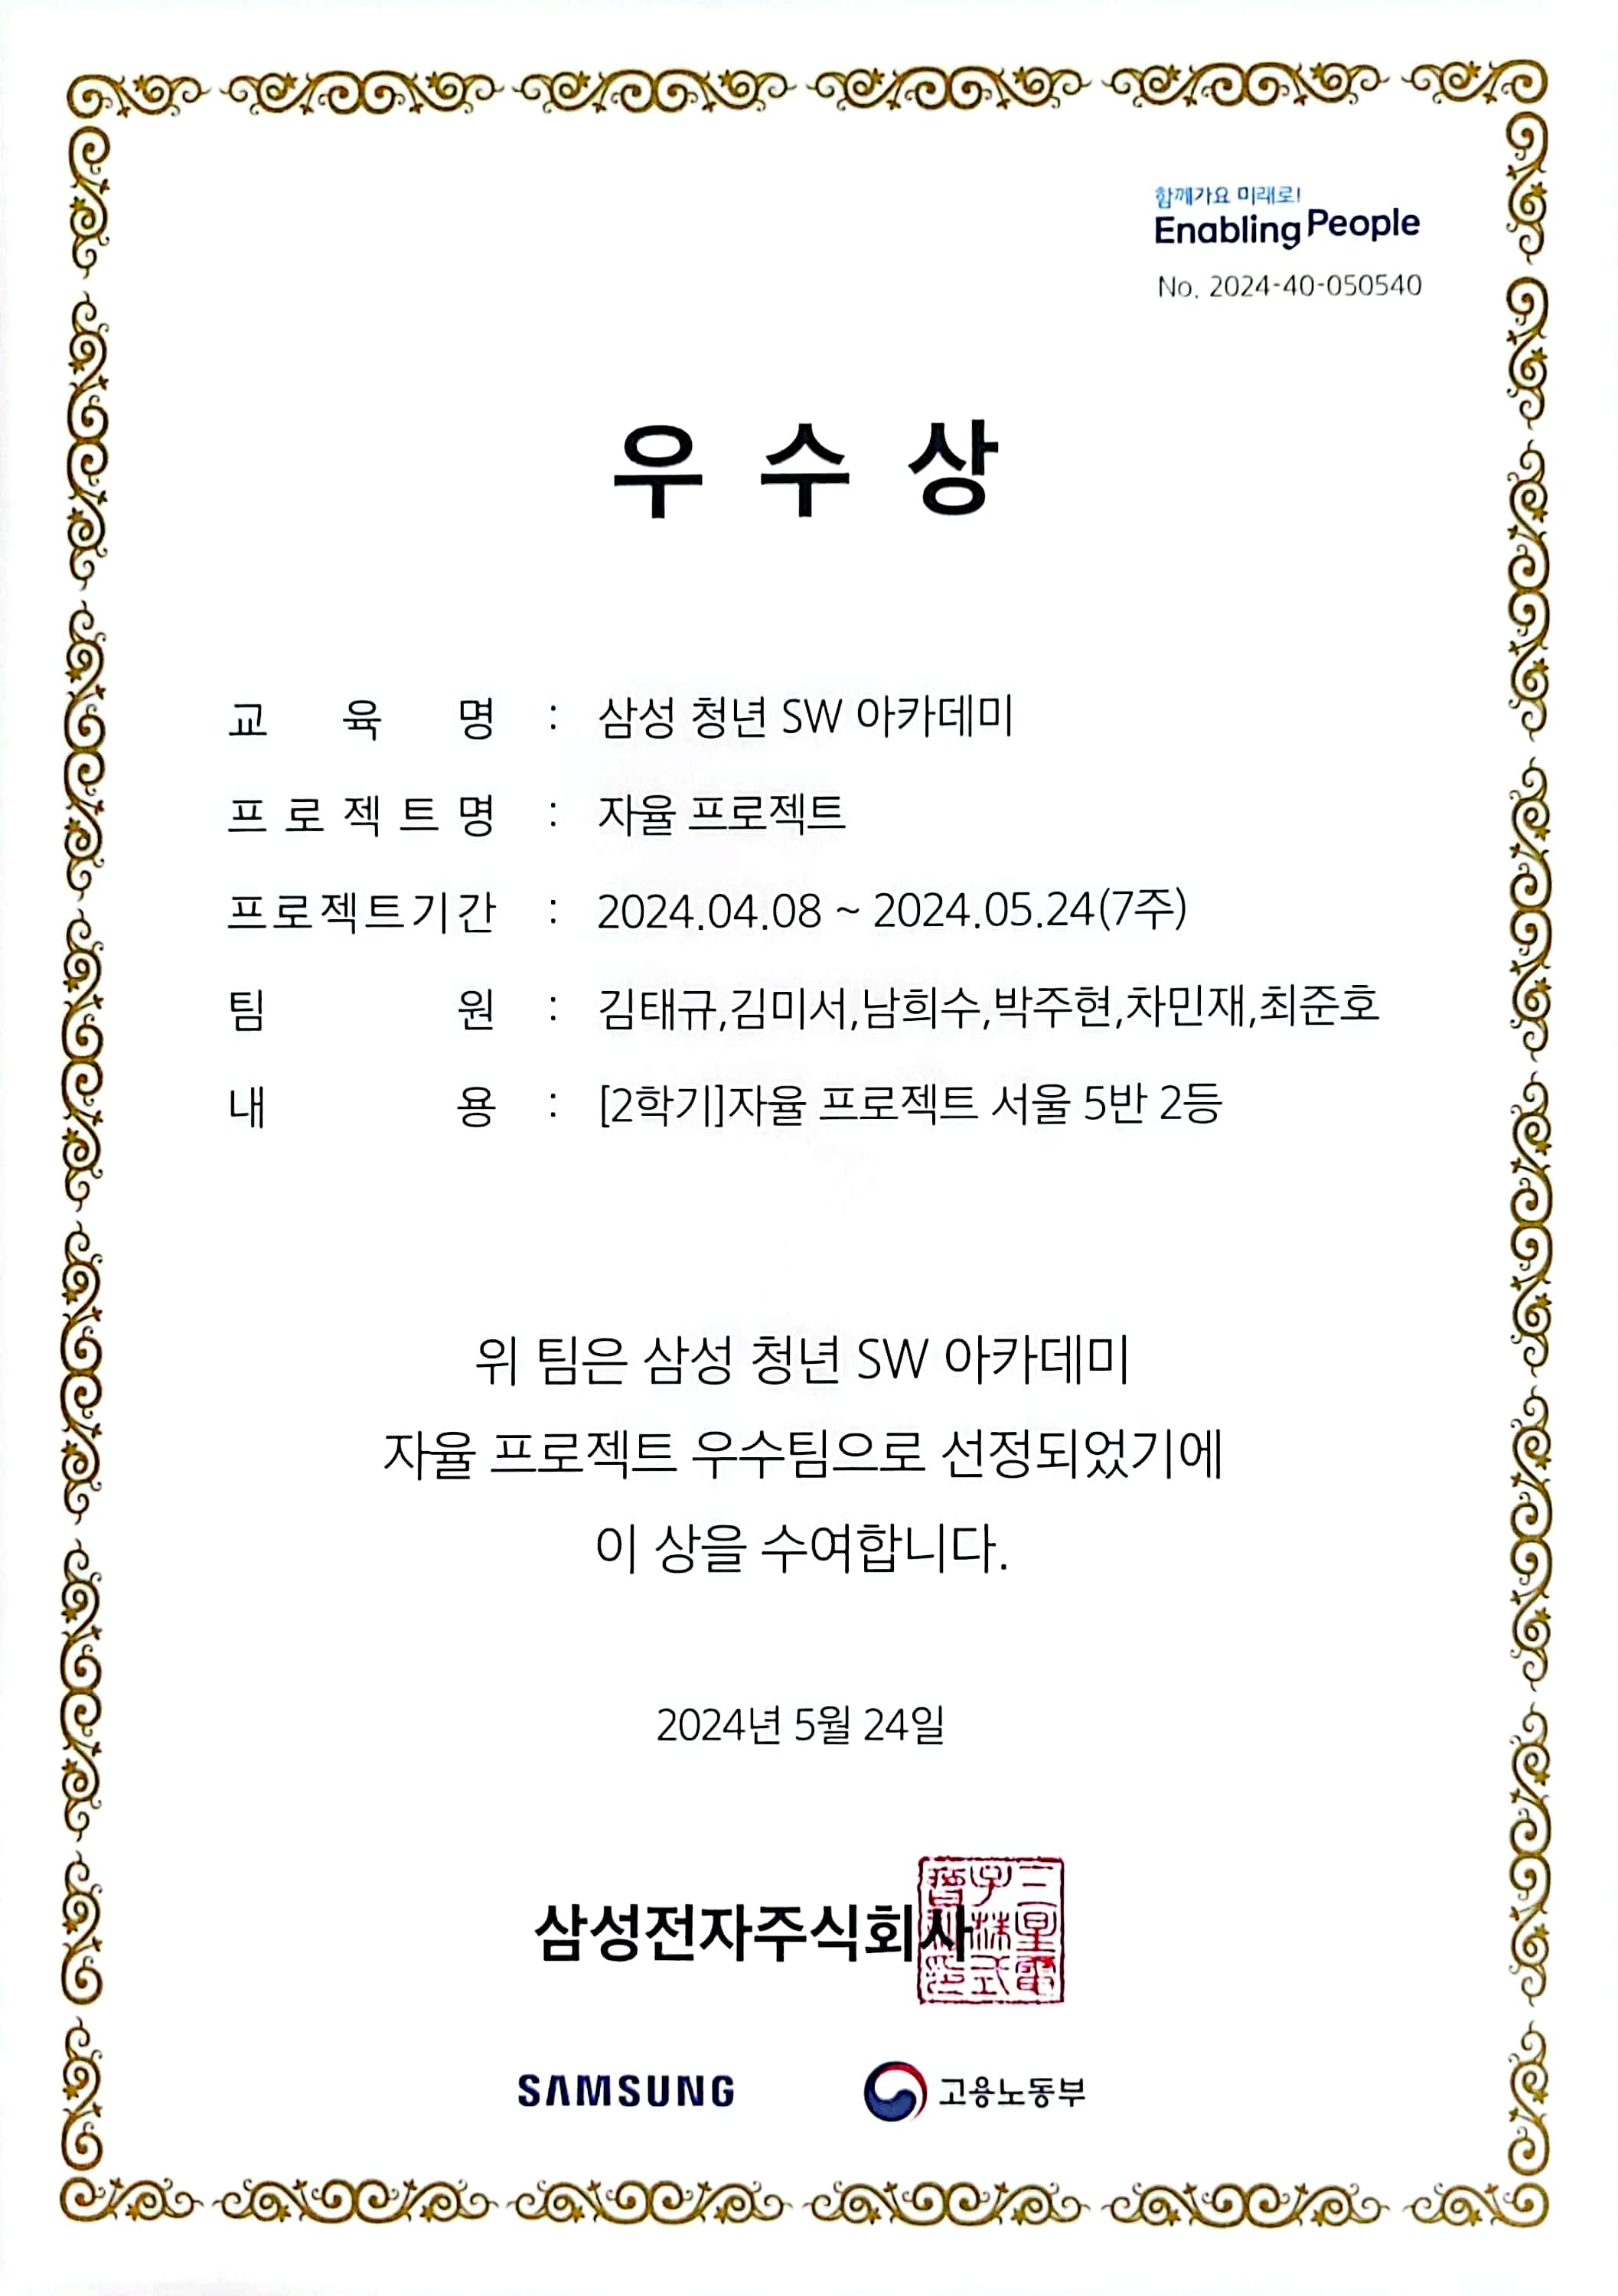 함께가요 미래로!
Enabling People
No. 2024-40-050540
우 수 상
교 육 명 : 삼성 청년 SW 아카데미
프 로 젝 트 명 : 자율 프로젝트
프로젝트기간 : 2024.04.08 ~ 2024.05.24(7주)
팀 원 : 김태규,김미서,남희수,박주현,차민재,최준호
내 용 : [2학기]자율 프로젝트 서울 5반 2등
위 팀은 삼성 청년 SW 아카데미
자율 프로젝트 우수팀으로 선정되었기에
이 상을 수여합니다.
2024년 5월 24일
삼성전자주식회사
SAMSUNG 고용노동부